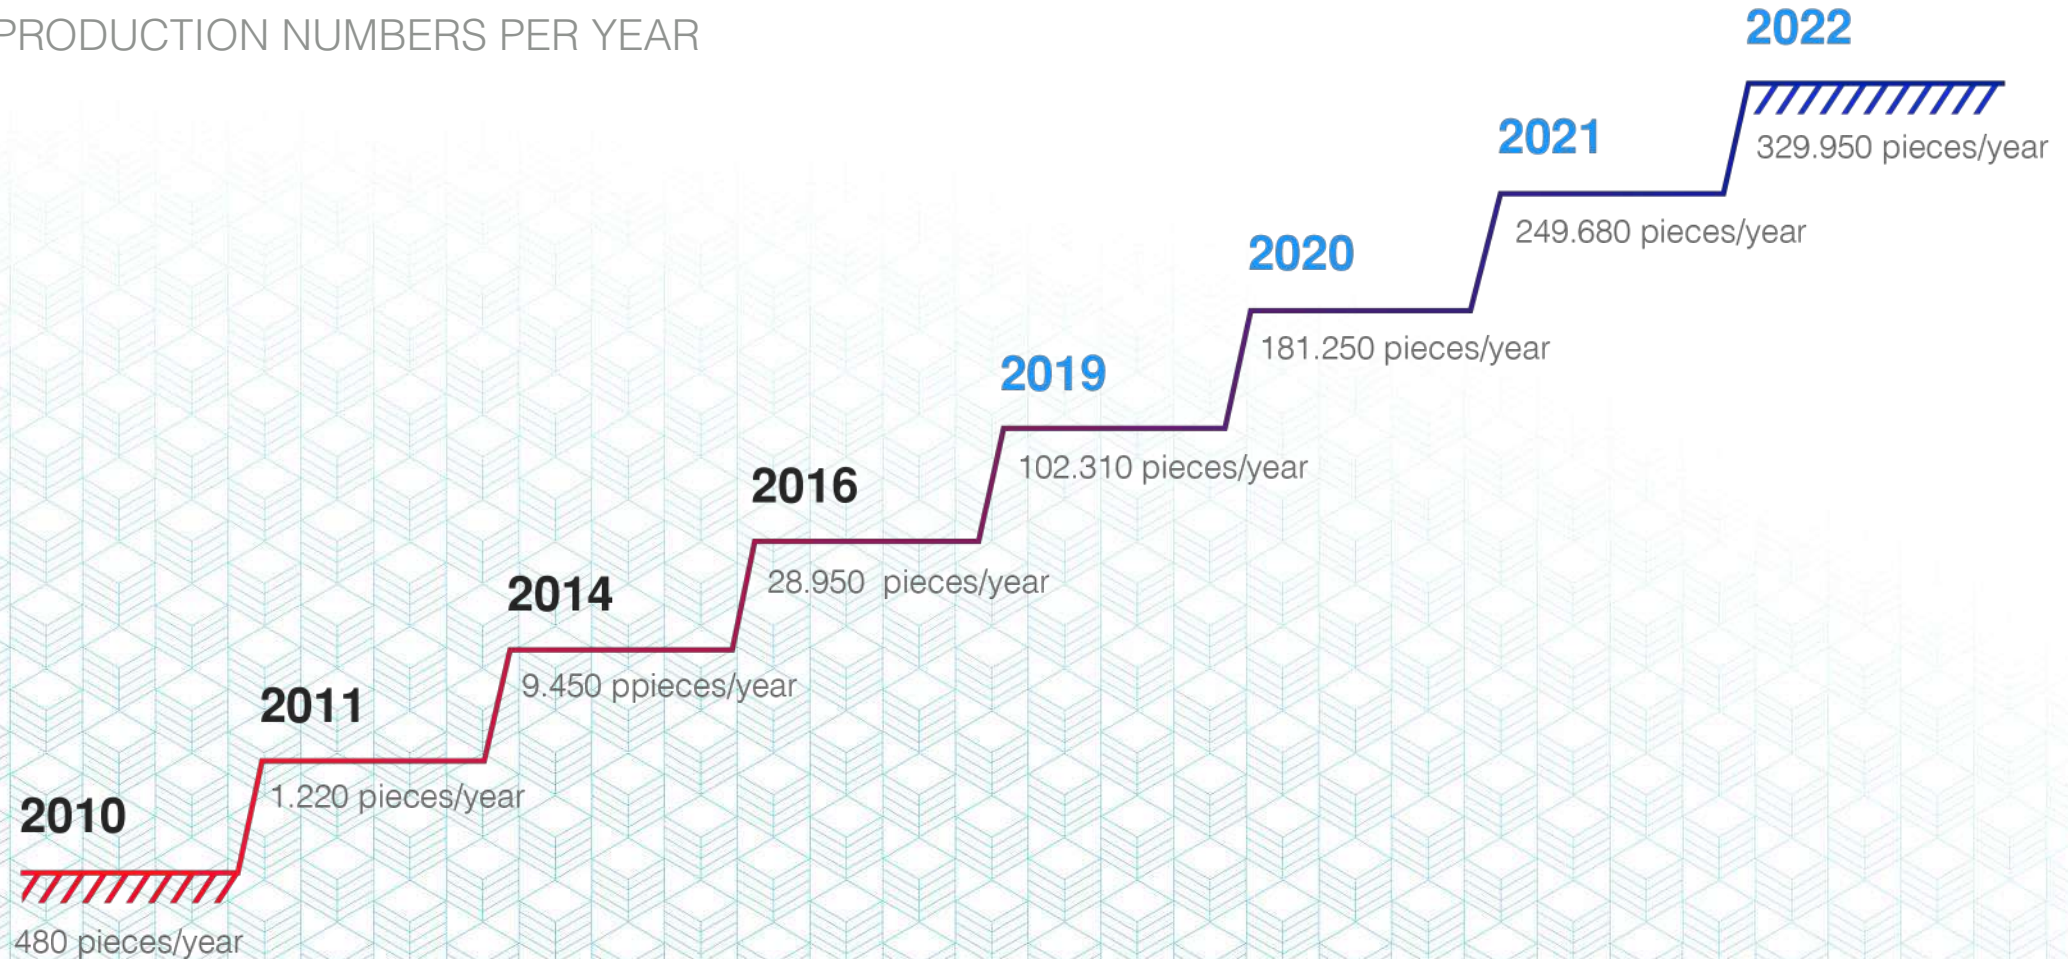 PRODUCTION NUMBERS PER YEAR
2010
480 pieces/year
2011
1.220 pieces/year
2014
9.450 ppieces/year
2016
28.950 pieces/year
2019
102.310 pieces/year
2020
181.250 pieces/year
2021
249.680 pieces/year
2022
329.950 pieces/year